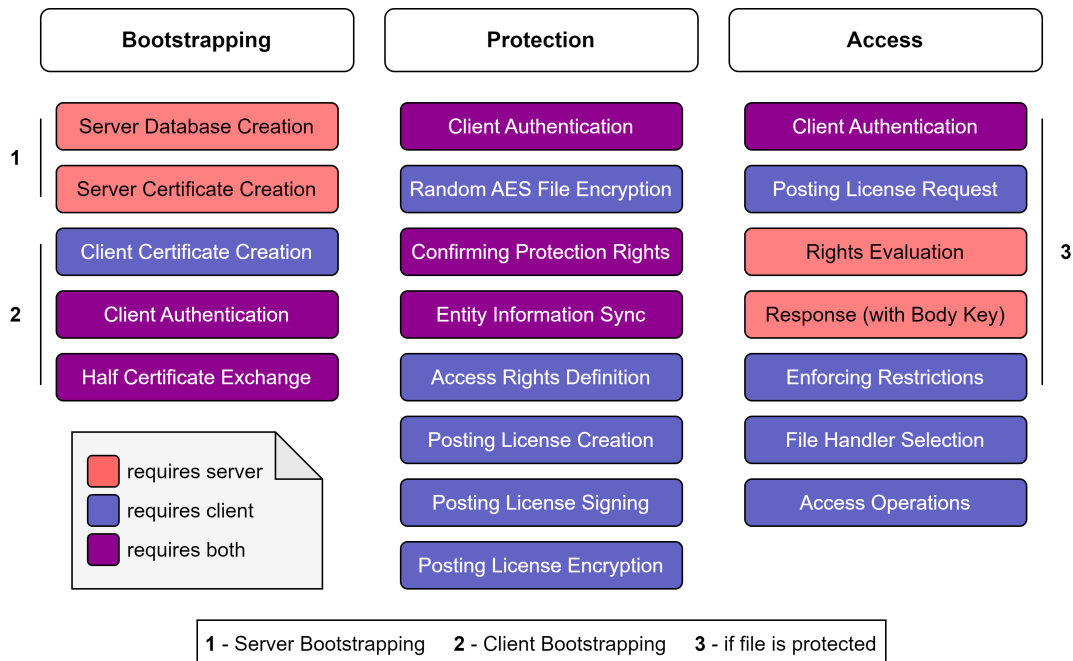 Bootstrapping
Protection
Access
1
Server Database Creation
Server Certificate Creation
2
Client Certificate Creation
Client Authentication
Half Certificate Exchange
requires server
requires client
requires both
Client Authentication
Random AES File Encryption
Confirming Protection Rights
Entity Information Sync
Access Rights Definition
Posting License Creation
Posting License Signing
Posting License Encryption
Client Authentication
Posting License Request
Rights Evaluation
Response (with Body Key)
Enforcing Restrictions
3
File Handler Selection
Access Operations
1 - Server Bootstrapping 2 - Client Bootstrapping 3 - if file is protected